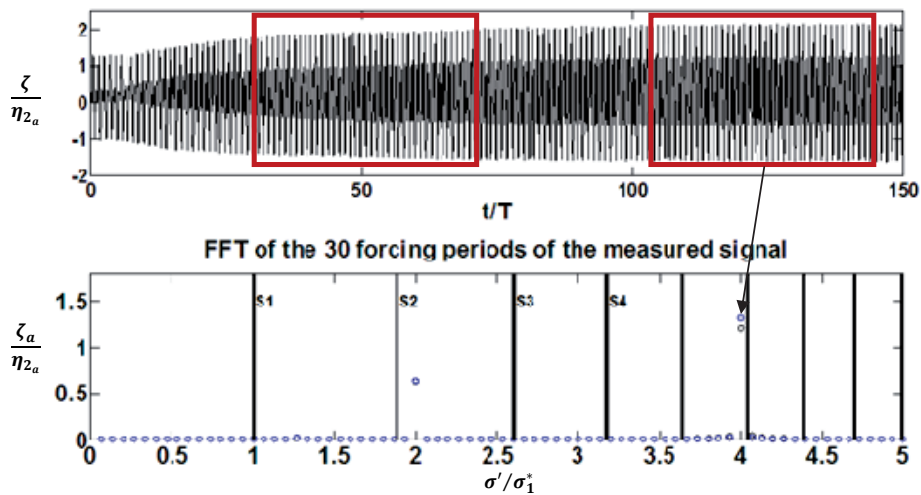 2
1
0
-1
-2
ζ
η2a
0 50 100 150
t/T
FFT of the 30 forcing periods of the measured signal
1.5
1
0.5
0
ζa
η2a
S1 S2 S3 S4
0 0.5 1 1.5 2 2.5 3 3.5 4 4.5 5
σ′/σ1*